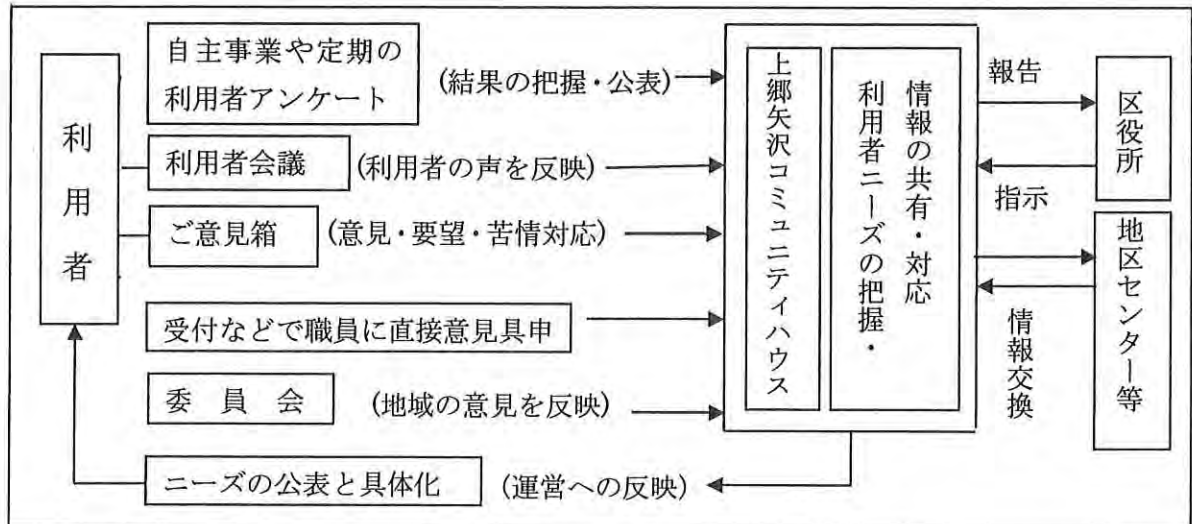 利用者
自主事業や定期の
利用者アンケート
(結果の把握・公表)
利用者会議
(利用者の声を反映)
ご意見箱
(意見・要望・苦情対応)
受付などで職員に直接意見具申
委員会
(地域の意見を反映)
ニーズの公表と具体化
(運営への反映)
上郷矢沢コミュニティハウス
情報の共有・対応
利用者ニーズの把握・
報告
指示
区役所
情報交換
地区センター等